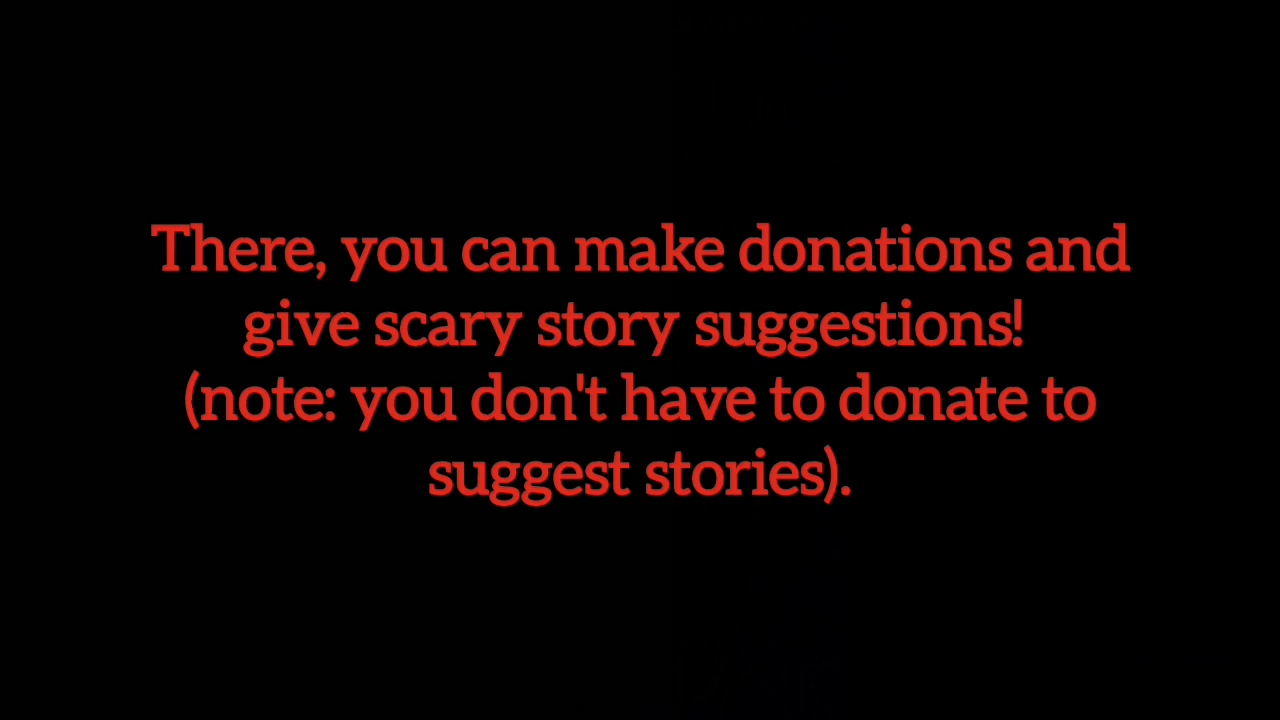 There, you can make donations and
give scary story suggestions!
(note: you don't have to donate to
suggest stories).